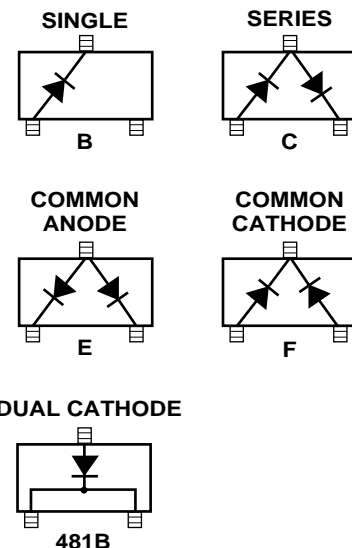 SINGLE
B
SERIES
C
COMMON
ANODE
E
COMMON
CATHODE
F
DUAL CATHODE
481B